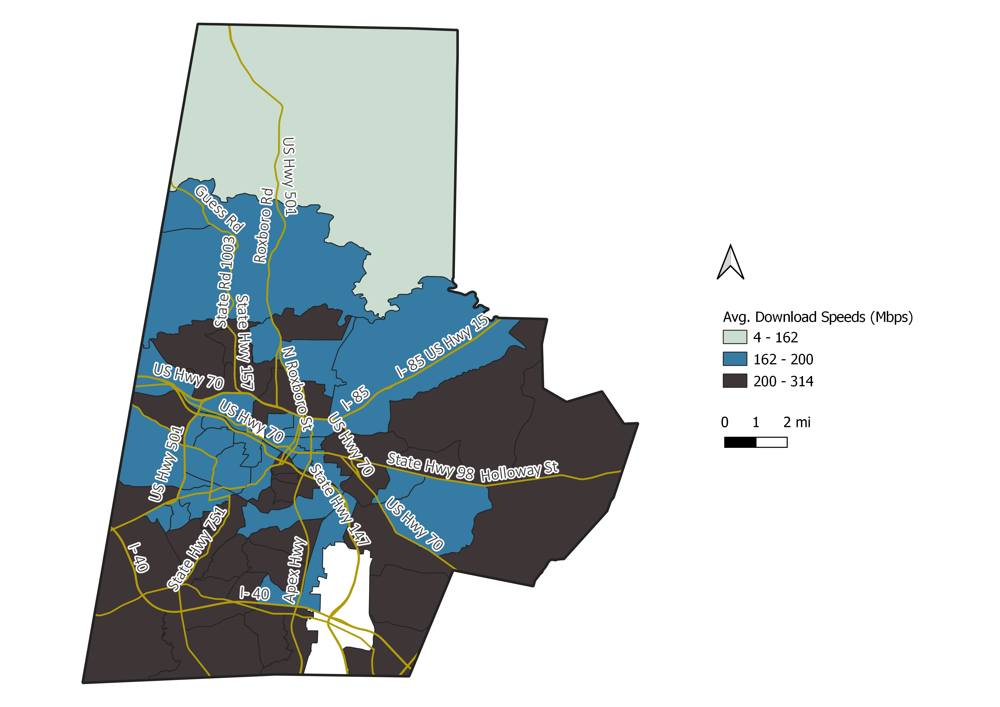 US Hwy 501
Guess Rd
Roxboro Rd
State Rd 1003
State Hwy 157
I- 85 US Hwy 15
N Roxboro St
US Hwy 70
I- 85
US Hwy 70
US Hwy 501
US Hwy 70
State Hwy 98 Holloway St
State Hwy 147
US Hwy 70
State Hwy 751
I- 40
Apex Hwy
I- 40
Avg. Download Speeds (Mbps)
4 - 162
162 - 200
200 - 314
0 1 2 mi